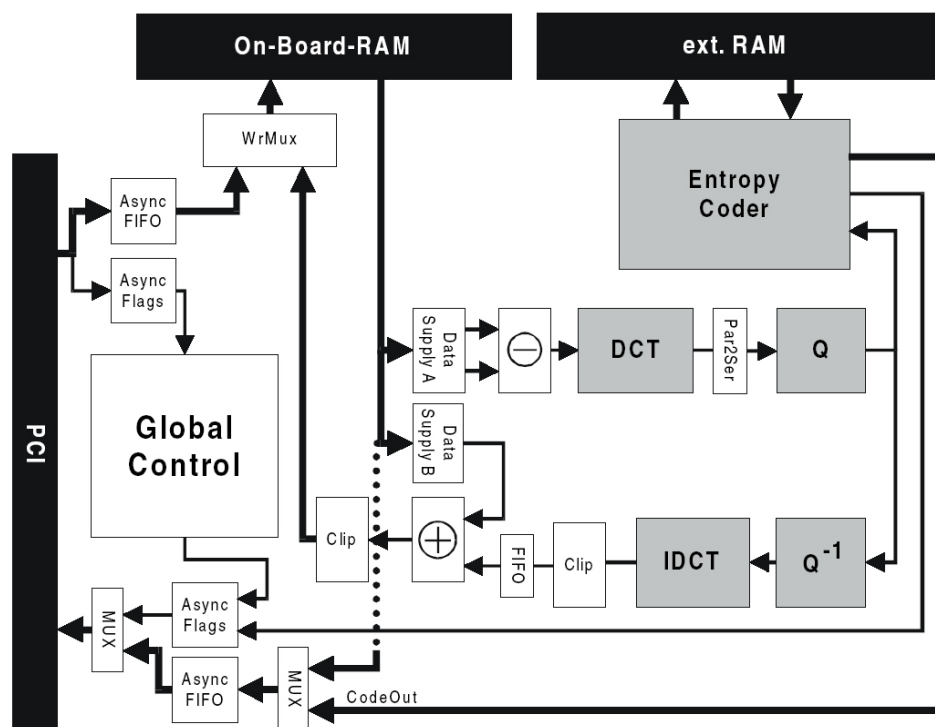 On-Board-RAM
ext. RAM
WrMux
Entropy
Coder
Async
FIFO
Async
Flags
PCI
Global
Control
Data
Supply A
DCT
Par2Ser
Q
Data
Supply B
Clip
FIFO
Clip
IDCT
Q-1
MUX
Async
Flags
Async
FIFO
MUX
CodeOut